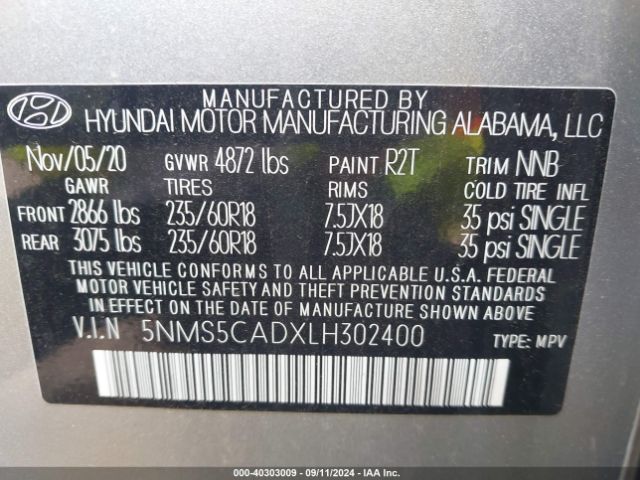 MANUFACTURED BY
HYUNDAI MOTOR MANUFACTURING ALABAMA, LLC
Nov/05/20 GVWR 4872 lbs PAINT R2T TRIM NNB
GAWR TIRES RIMS COLD TIRE INFL
FRONT 2866 lbs 235/60R18 7.5JX18 35 psi SINGLE
REAR 3075 lbs 235/60R18 7.5JX18 35 psi SINGLE
THIS VEHICLE CONFORMS TO ALL APPLICABLE U.S.A. FEDERAL
MOTOR VEHICLE SAFETY AND THEFT PREVENTION STANDARDS
IN EFFECT ON THE DATE OF MANUFACTURE SHOWN ABOVE
V.I.N 5NMS5CADXLH302400 TYPE: MPV
000-40303009 - 09/11/2024 - IAA Inc.